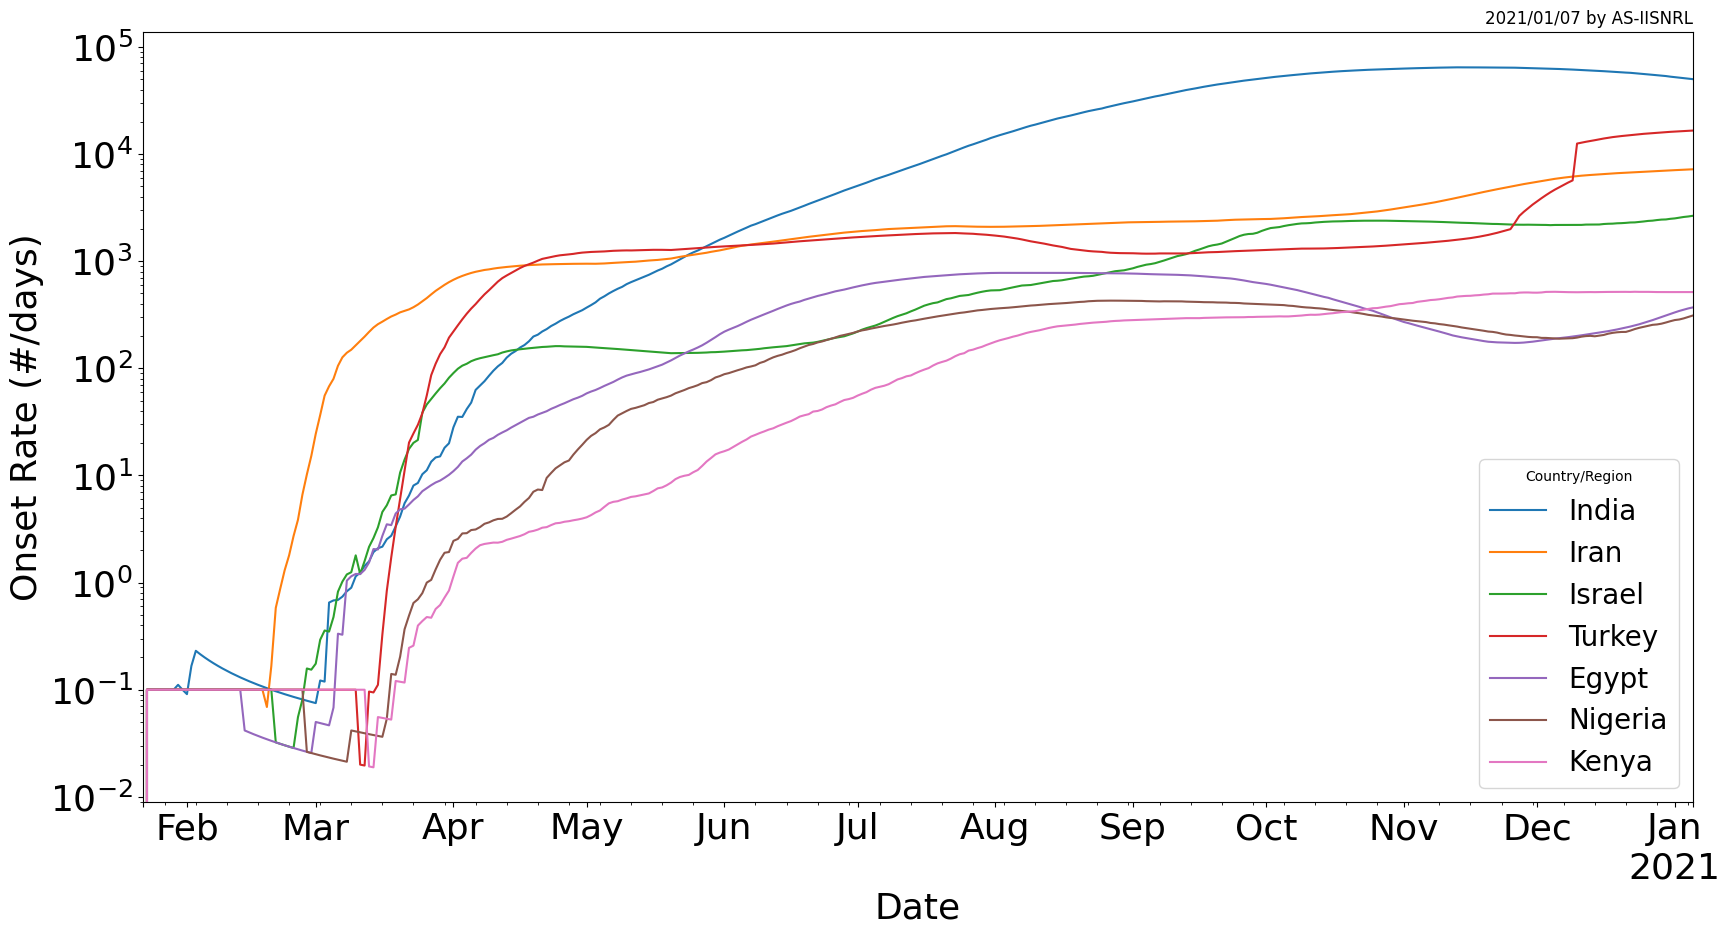 2021/01/07 by AS-IISNRL
10^5
10^4
10^3
10^2
10^1
10^0
10^−1
10^−2
Onset Rate (#/days)
Country/Region
India
Iran
Israel
Turkey
Egypt
Nigeria
Kenya
Feb Mar Apr May Jun Jul Aug Sep Oct Nov Dec Jan
2021
Date